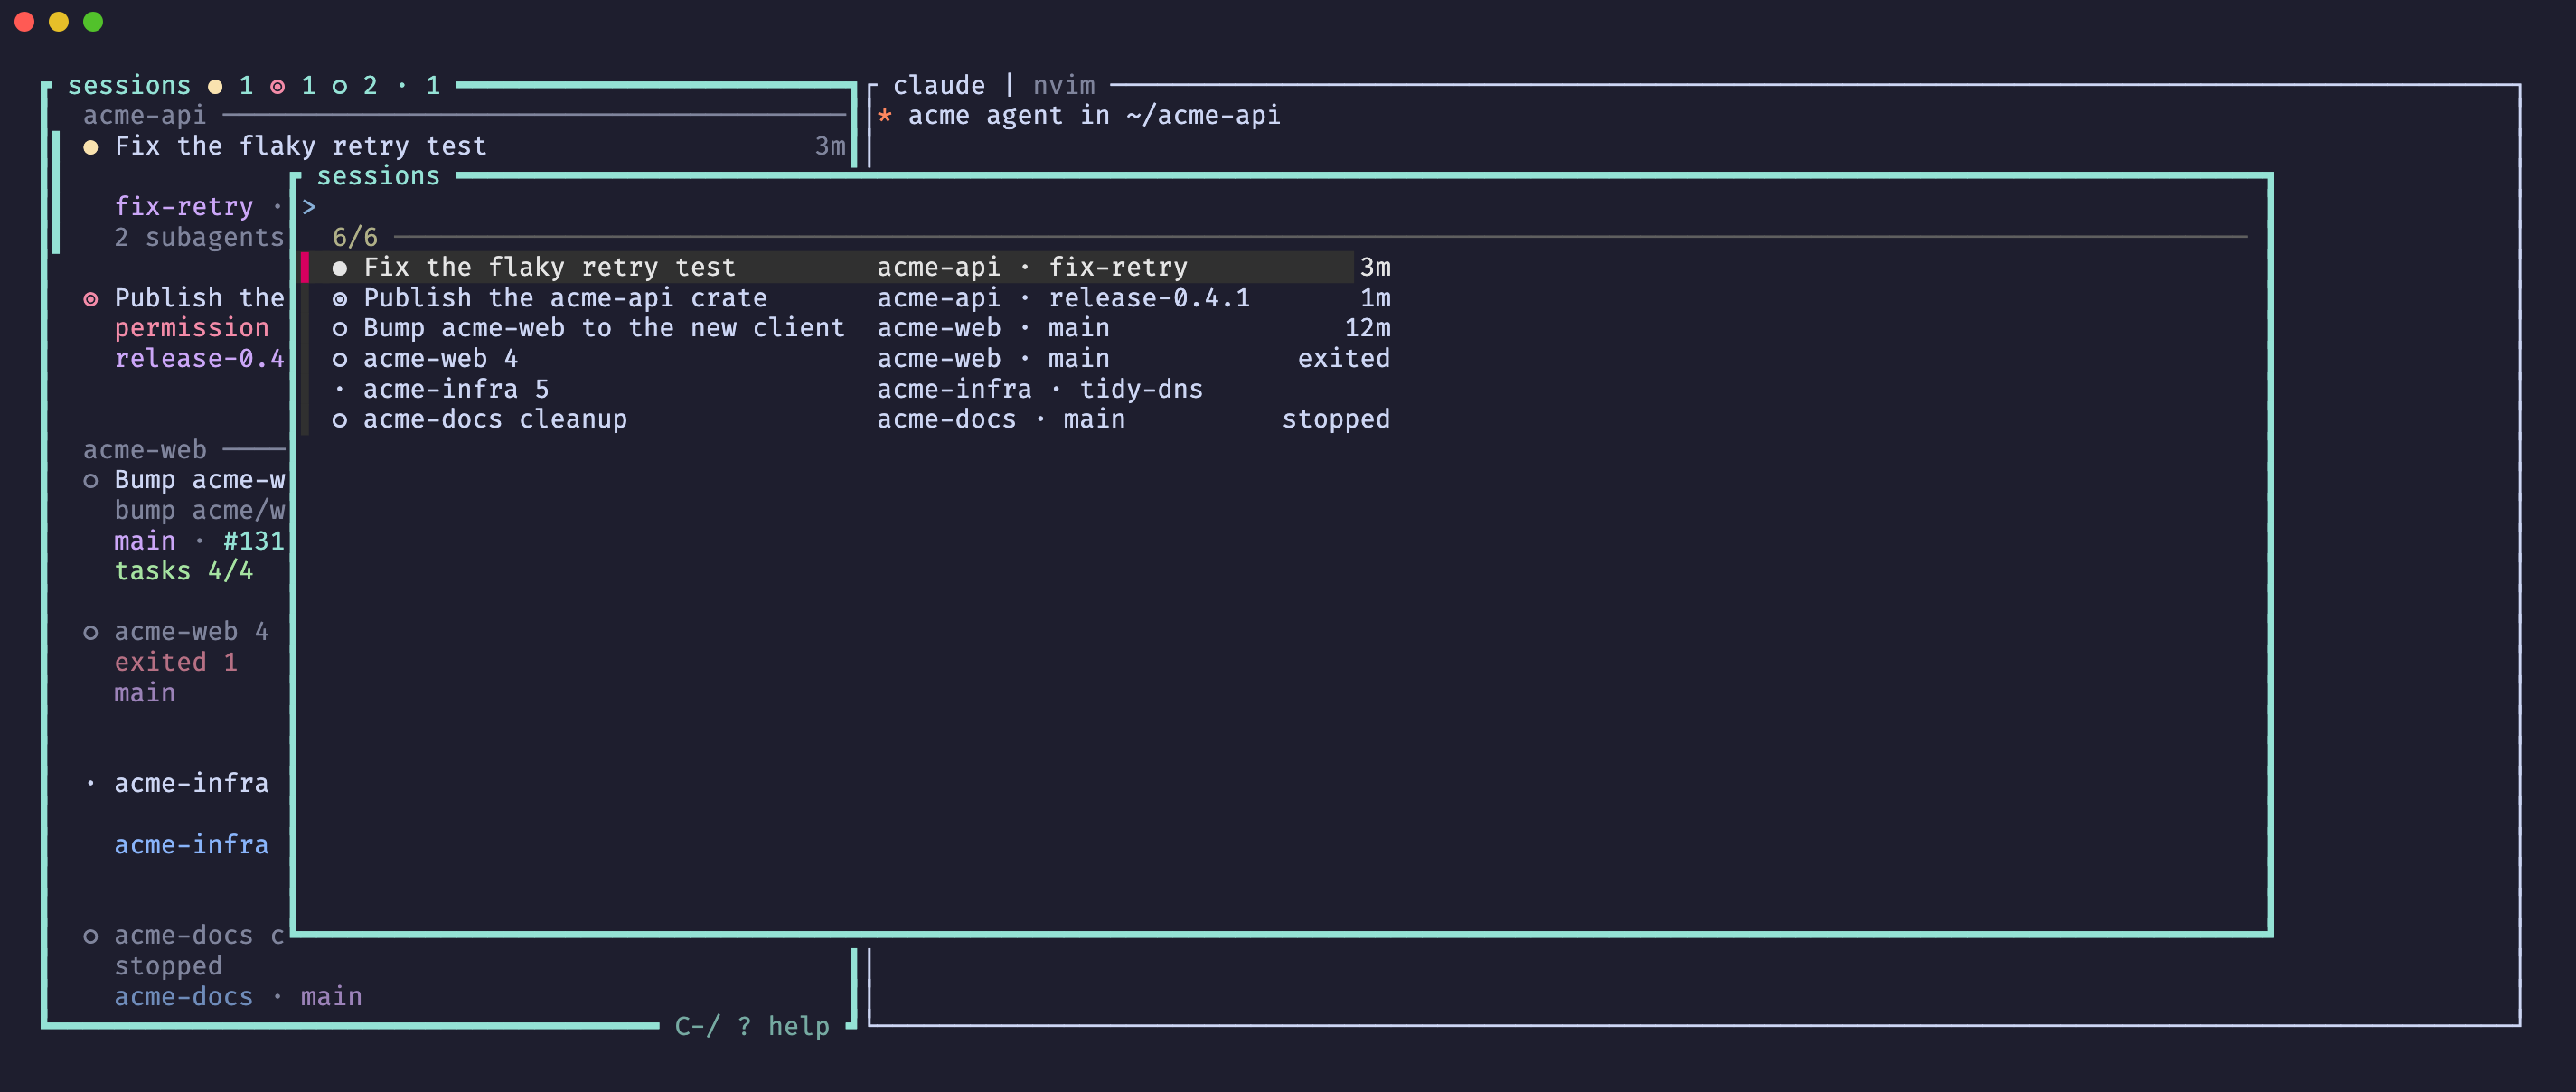 sessions ● 1 ◉ 1 ○ 2 · 1
acme-api
● Fix the flaky retry test 3m
fix-retry ·
2 subagents
◉ Publish the
permission
release-0.4
acme-web
○ Bump acme-w
bump acme/w
main · #131
tasks 4/4
○ acme-web 4
exited 1
main
· acme-infra
acme-infra
○ acme-docs c
stopped
acme-docs · main
C-/ ? help
claude | nvim
* acme agent in ~/acme-api
sessions
>
6/6
● Fix the flaky retry test acme-api · fix-retry 3m
◉ Publish the acme-api crate acme-api · release-0.4.1 1m
○ Bump acme-web to the new client acme-web · main 12m
○ acme-web 4 acme-web · main exited
· acme-infra 5 acme-infra · tidy-dns
○ acme-docs cleanup acme-docs · main stopped